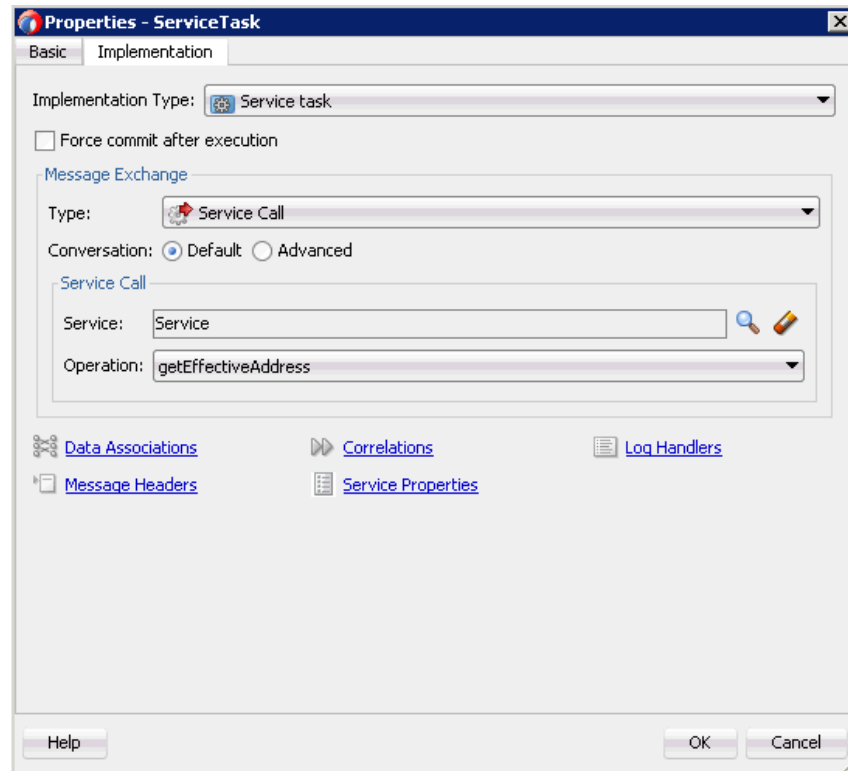 Properties - ServiceTask
Basic Implementation
Implementation Type: Service task
Force commit after execution
Message Exchange
Type: Service Call
Conversation: Default Advanced
Service Call
Service: Service
Operation: getEffectiveAddress
Data Associations Correlations Log Handlers
Message Headers Service Properties
Help OK Cancel